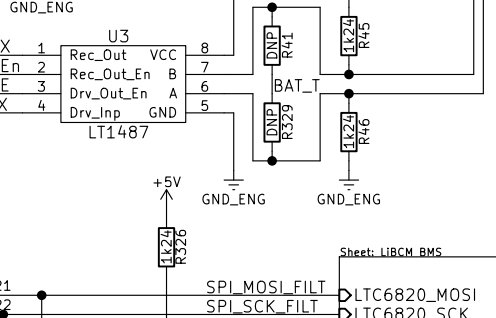 GND_ENG
U3
X 1 Rec_Out VCC 8
En 2 Rec_Out_En B 7
E 3 Drv_Out_En A 6
X 4 Drv_Inp GND 5
LT1487
DNP R41
1k24 R45
BAT_T
DNP R329
1k24 R46
GND_ENG
GND_ENG
+5V
1k24 R326
Sheet: LiBCM BMS
21 SPI_MOSI_FILT LTC6820_MOSI
22 SPI_SCK_FILT LTC6820_SCK